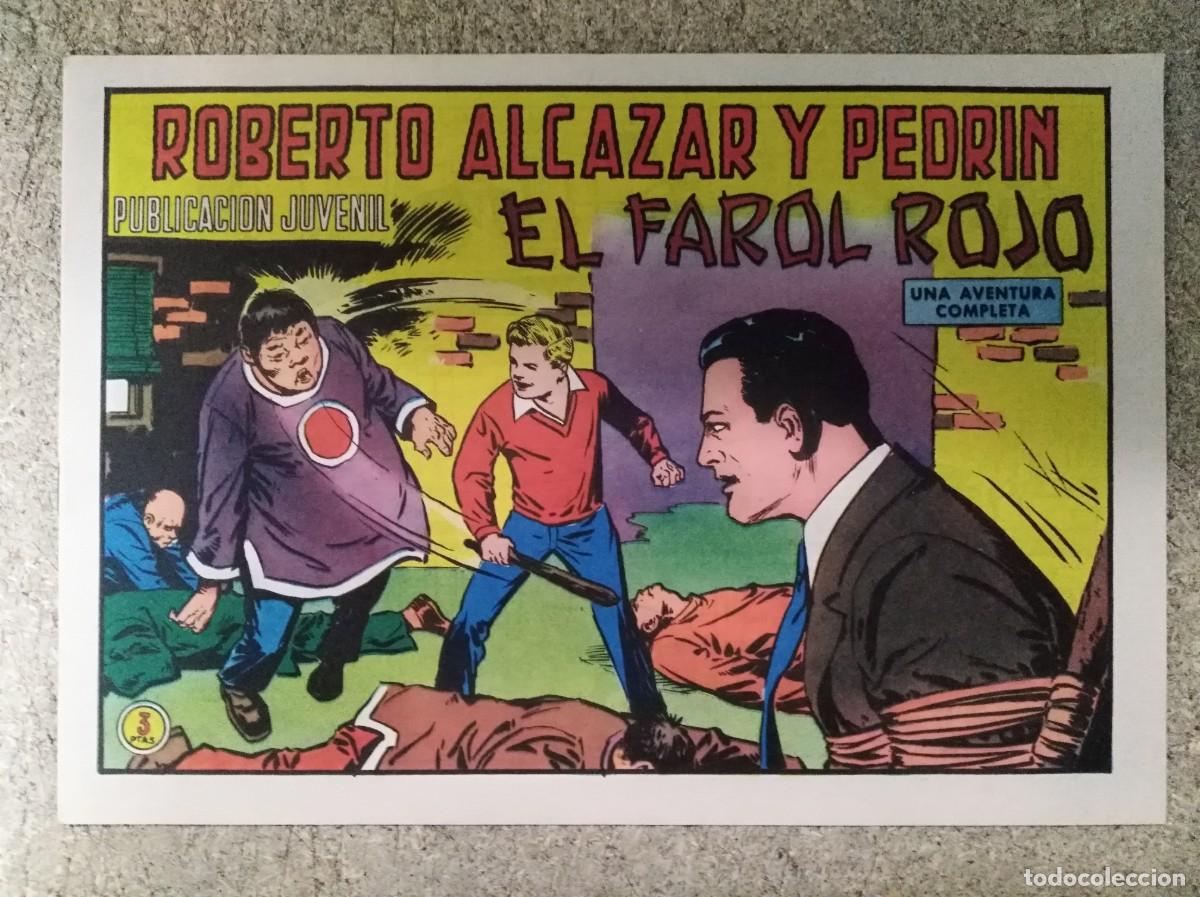 ROBERTO ALCAZAR Y PEDRIN
PUBLICACION JUVENIL
EL FAROL ROJO
UNA AVENTURA
COMPLETA
3
PTAS.
todocoleccion